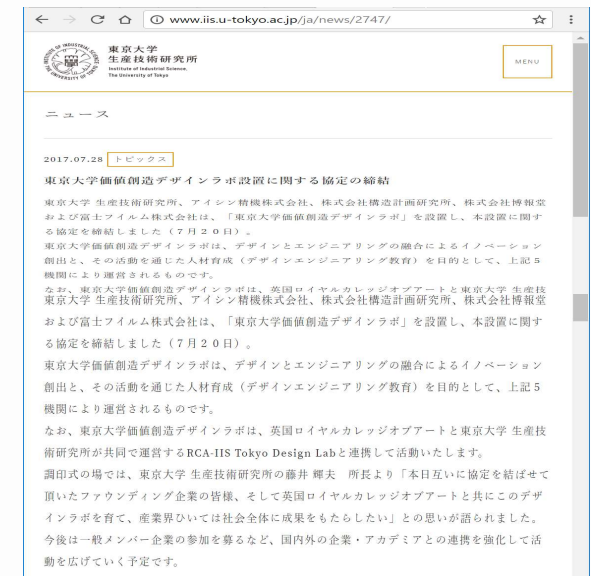 www.iis.u-tokyo.ac.jp/ja/news/2747/
東京大学
生産技術研究所
Institute of Industrial Science,
The University of Tokyo
MENU
ニュース
2017.07.28 トピックス
東京大学価値創造デザインラボ設置に関する協定の締結
東京大学 生産技術研究所、アイシン精機株式会社、株式会社構造計画研究所、株式会社博報堂
および富士フイルム株式会社は、「東京大学価値創造デザインラボ」を設置し、本設置に関す
る協定を締結しました（7月20日）。
東京大学価値創造デザインラボは、デザインとエンジニアリングの融合によるイノベーション
創出と、その活動を通じた人材育成（デザインエンジニアリング教育）を目的として、上記5
機関により運営されるものです。
なお、東京大学価値創造デザインラボは、英国ロイヤルカレッジオブアートと東京大学 生産技
東京大学 生産技術研究所、アイシン精機株式会社、株式会社構造計画研究所、株式会社博報堂
および富士フイルム株式会社は、「東京大学価値創造デザインラボ」を設置し、本設置に関す
る協定を締結しました（7月20日）。
東京大学価値創造デザインラボは、デザインとエンジニアリングの融合によるイノベーション
創出と、その活動を通じた人材育成（デザインエンジニアリング教育）を目的として、上記5
機関により運営されるものです。
なお、東京大学価値創造デザインラボは、英国ロイヤルカレッジオブアートと東京大学 生産技
術研究所が共同で運営するRCA-IIS Tokyo Design Labと連携して活動いたします。
調印式の場では、東京大学 生産技術研究所の藤井 輝夫　所長より「本日互いに協定を結ばせて
頂いたファウンディング企業の皆様、そして英国ロイヤルカレッジオブアートと共にこのデザ
インラボを育て、産業界ひいては社会全体に成果をもたらしたい」との思いが語られました。
今後は一般メンバー企業の参加を募るなど、国内外の企業・アカデミアとの連携を強化して活
動を広げていく予定です。